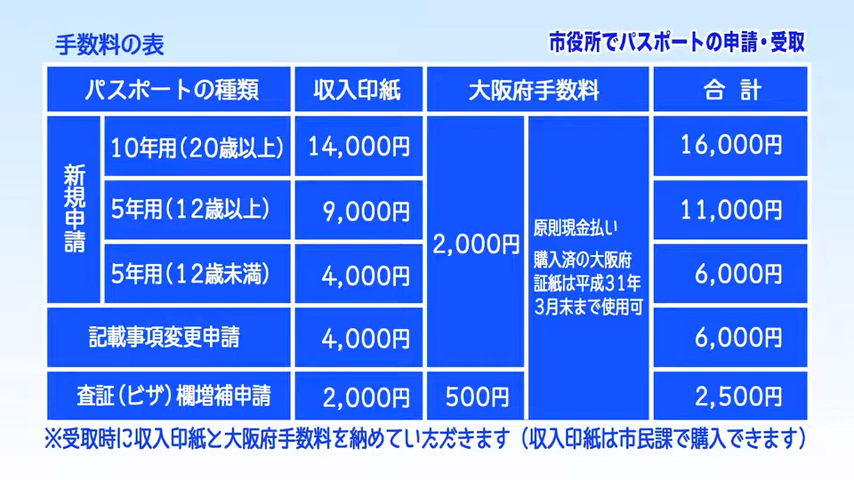 手数料の表
市役所でパスポートの申請・受取
パスポートの種類 収入印紙 大阪府手数料 合計
新規申請
10年用(20歳以上) 14,000円 16,000円
5年用(12歳以上) 9,000円 11,000円
5年用(12歳未満) 4,000円 6,000円
2,000円
原則現金払い
購入済の大阪府
証紙は平成31年
3月末まで使用可
記載事項変更申請 4,000円 6,000円
査証(ビザ)欄増補申請 2,000円 500円 2,500円
※受取時に収入印紙と大阪府手数料を納めていただきます(収入印紙は市民課で購入できます)